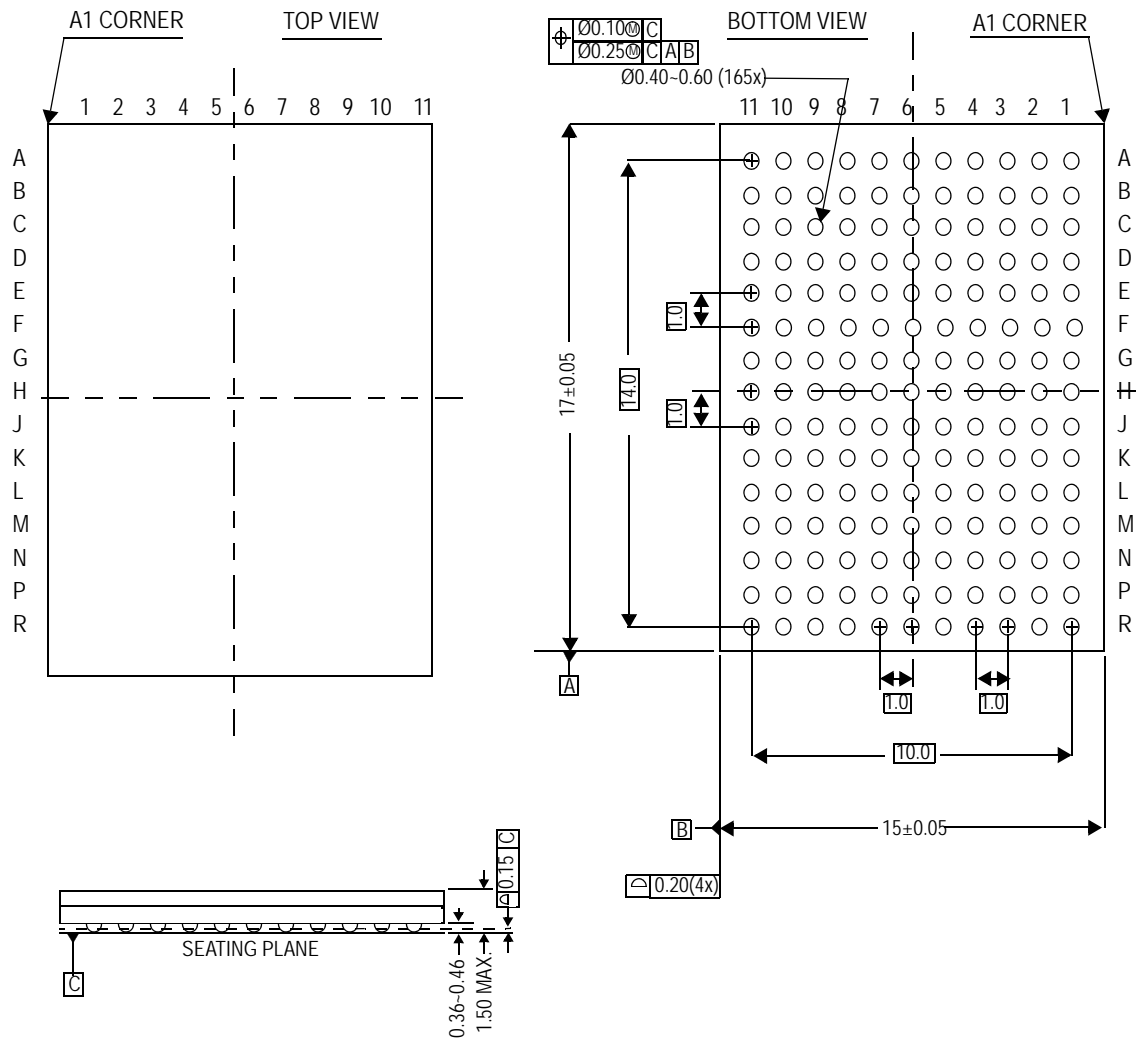 A1 CORNER
TOP VIEW
1 2 3 4 5 6 7 8 9 10 11
A
B
C
D
E
F
G
H
J
K
L
M
N
P
R
Ø0.10Ⓜ C
Ø0.25Ⓜ C A B
BOTTOM VIEW
A1 CORNER
Ø0.40~0.60 (165x)
11 10 9 8 7 6 5 4 3 2 1
A
B
C
D
E
F
G
H
J
K
L
M
N
P
R
17±0.05
14.0
1.0
1.0
A
1.0
1.0
10.0
B
15±0.05
0.20(4x)
0.15 C
SEATING PLANE
C
0.36~0.46
1.50 MAX.